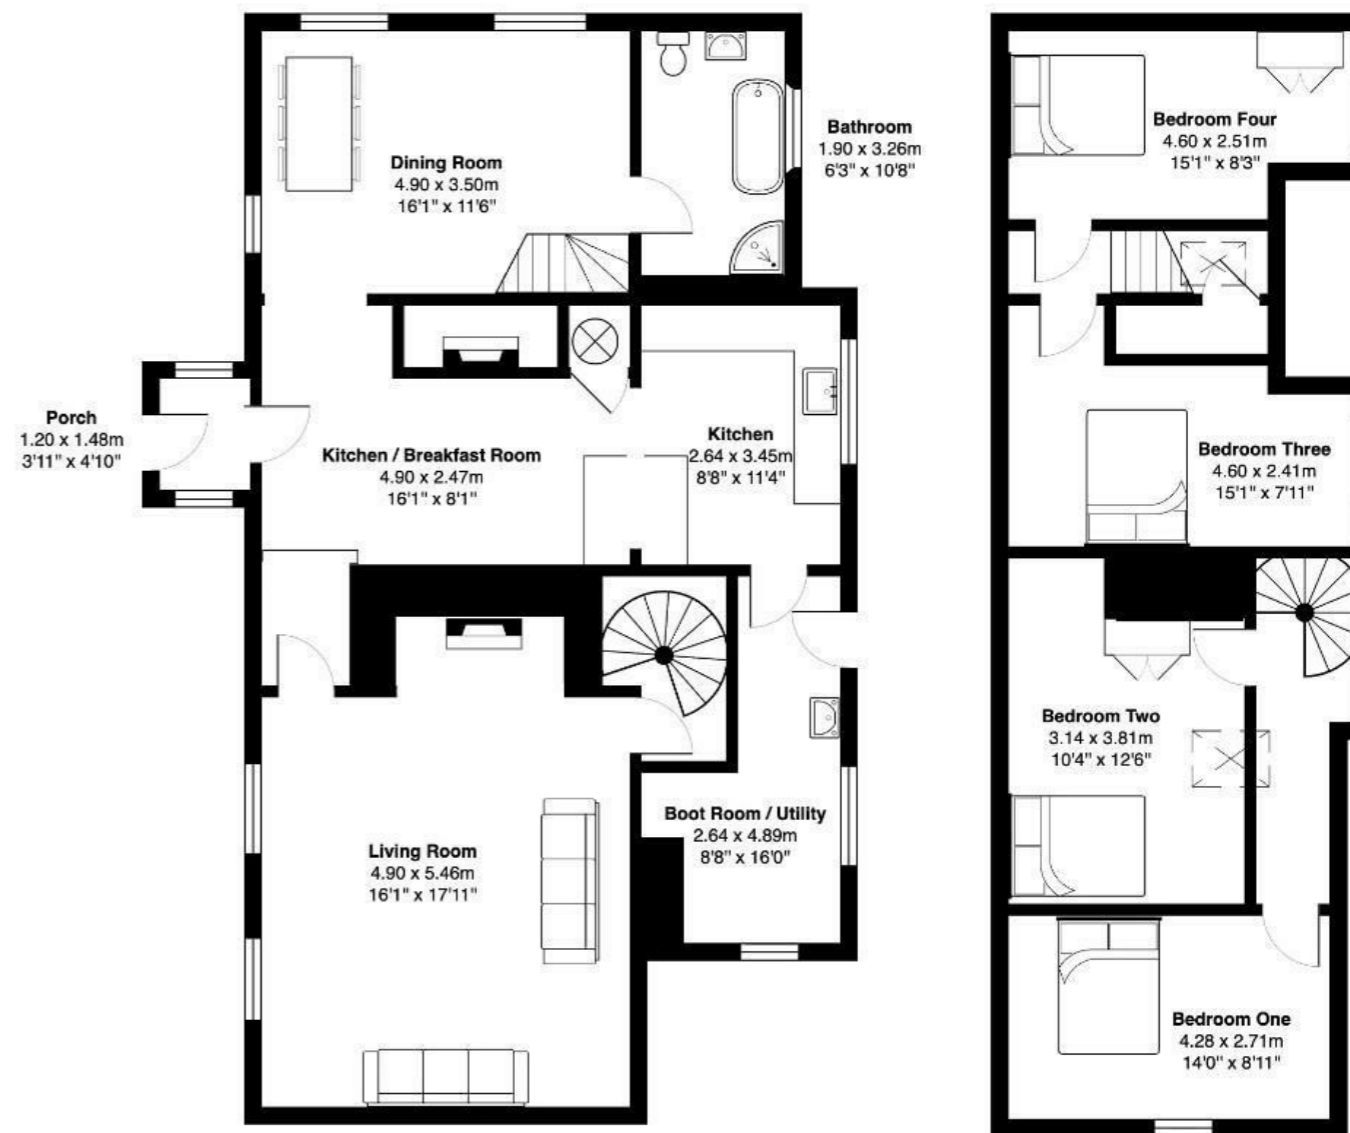 Dining Room
4.90 x 3.50m
16'1" x 11'6"
Bathroom
1.90 x 3.26m
6'3" x 10'8"
Porch
1.20 x 1.48m
3'11" x 4'10"
Kitchen / Breakfast Room
4.90 x 2.47m
16'1" x 8'1"
Kitchen
2.64 x 3.45m
8'8" x 11'4"
Boot Room / Utility
2.64 x 4.89m
8'8" x 16'0"
Living Room
4.90 x 5.46m
16'1" x 17'11"
Bedroom Four
4.60 x 2.51m
15'1" x 8'3"
Bedroom Three
4.60 x 2.41m
15'1" x 7'11"
Bedroom Two
3.14 x 3.81m
10'4" x 12'6"
Bedroom One
4.28 x 2.71m
14'0" x 8'11"